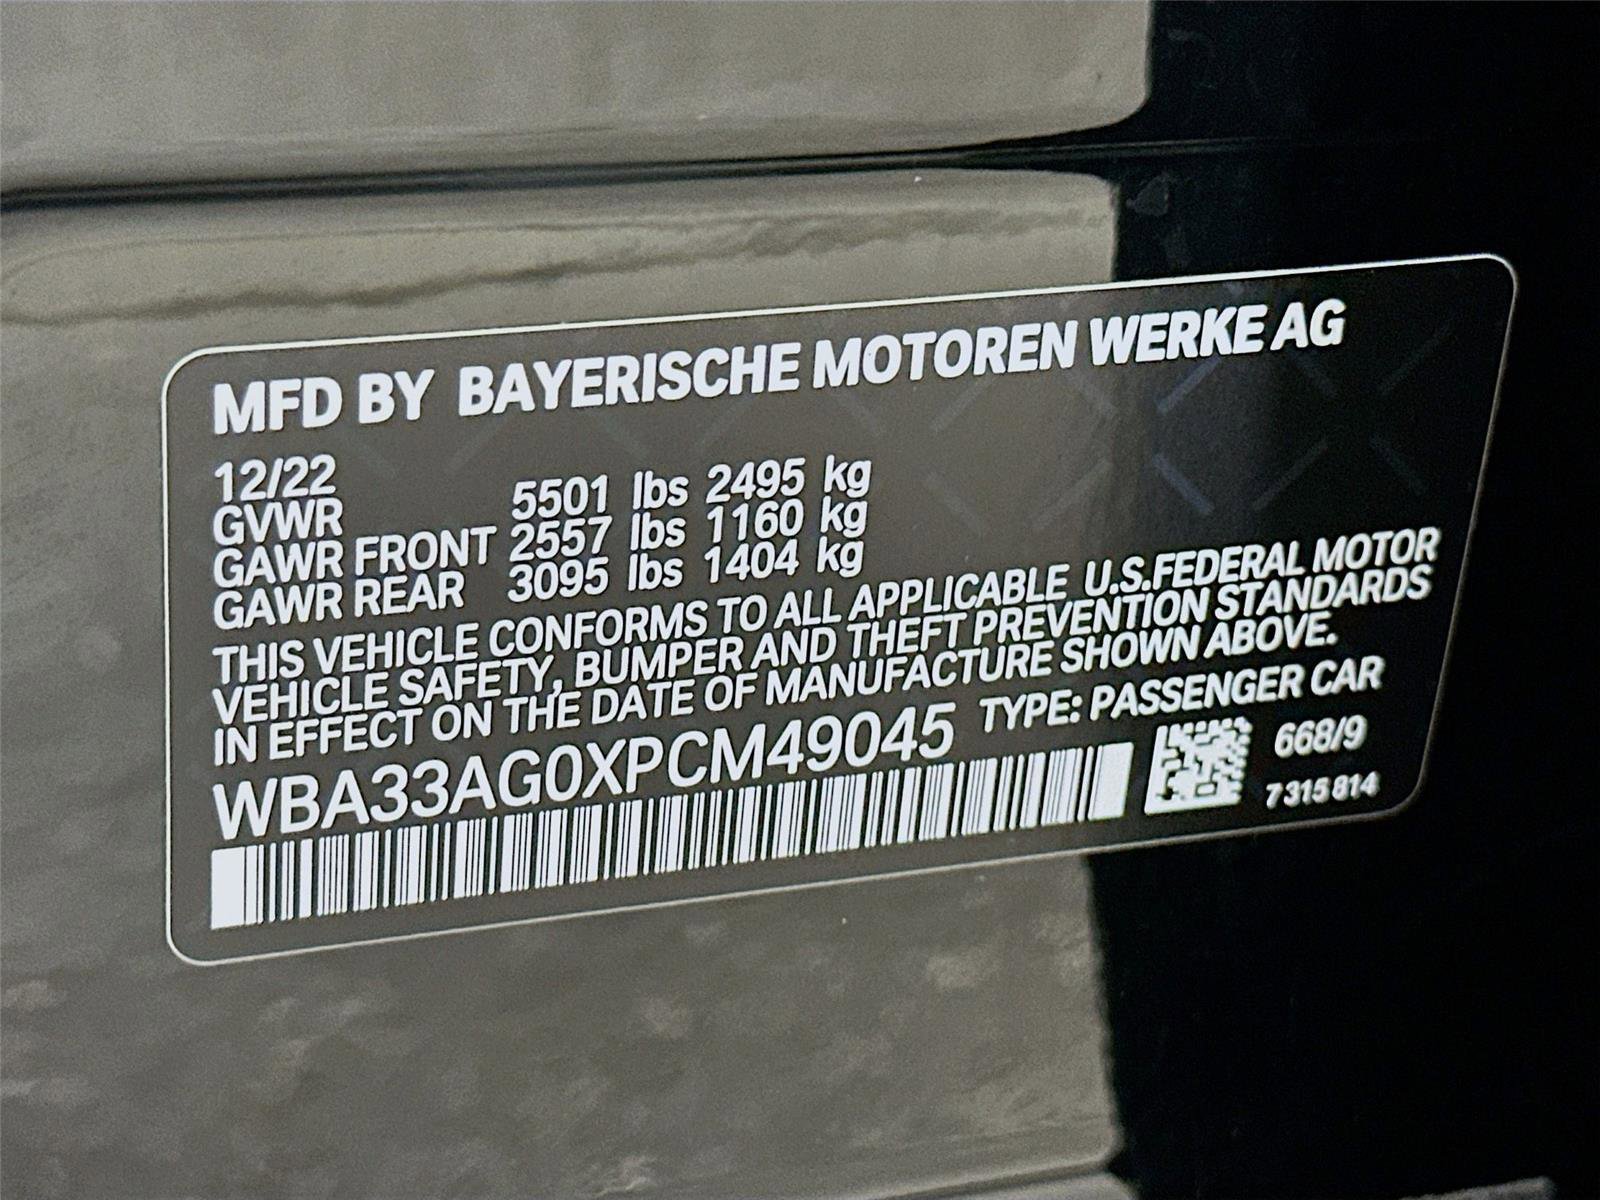 MFD BY BAYERISCHE MOTOREN WERKE AG
12/22
GVWR 5501 lbs 2495 kg
GAWR FRONT 2557 lbs 1160 kg
GAWR REAR 3095 lbs 1404 kg
THIS VEHICLE CONFORMS TO ALL APPLICABLE U.S.FEDERAL MOTOR
VEHICLE SAFETY, BUMPER AND THEFT PREVENTION STANDARDS
IN EFFECT ON THE DATE OF MANUFACTURE SHOWN ABOVE.
WBA33AG0XPCM49045 TYPE: PASSENGER CAR
668/9
7 315 814